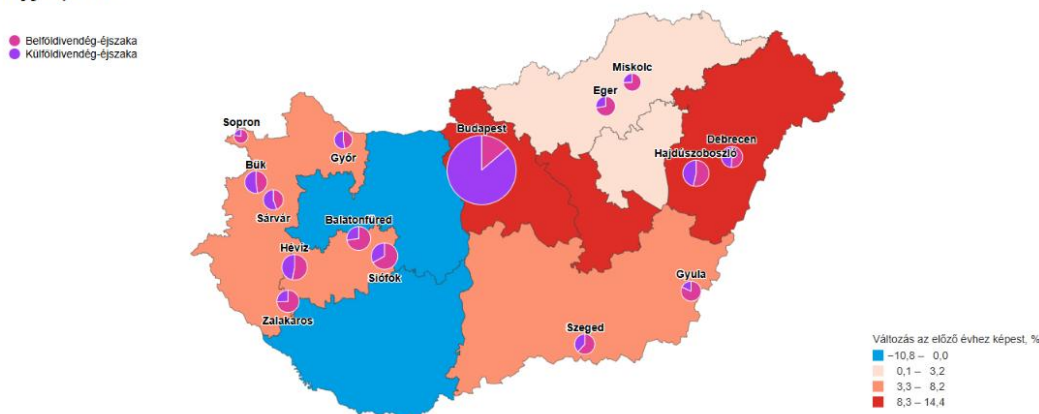 Belföldivendég-éjszaka
Külföldivendég-éjszaka
Miskolc
Eger
Sopron
Budapest
Debrecen
Győr
Hajdúszoboszló
Bük
Sárvár
Balatonfüred
Hévíz
Siófok
Gyula
Zalakaros
Szeged
Változás az előző évhez képest, %
−10,8 – 0,0
0,1 – 3,2
3,3 – 8,2
8,3 – 14,4